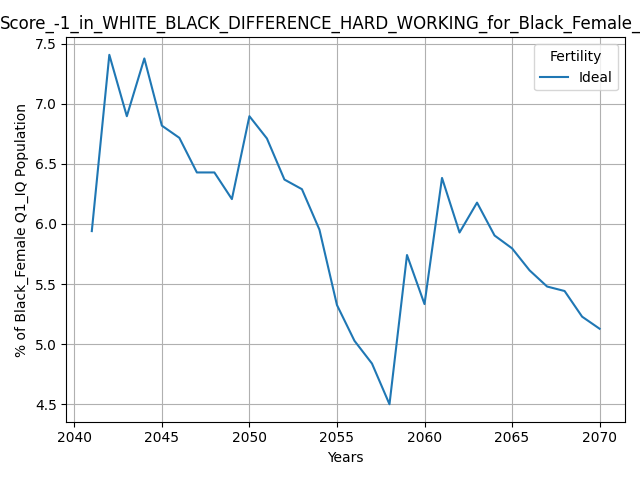 Score_-1_in_WHITE_BLACK_DIFFERENCE_HARD_WORKING_for_Black_Female_
7.5
7.0
6.5
6.0
5.5
5.0
4.5
% of Black_Female Q1_IQ Population
Fertility
Ideal
2040 2045 2050 2055 2060 2065 2070
Years